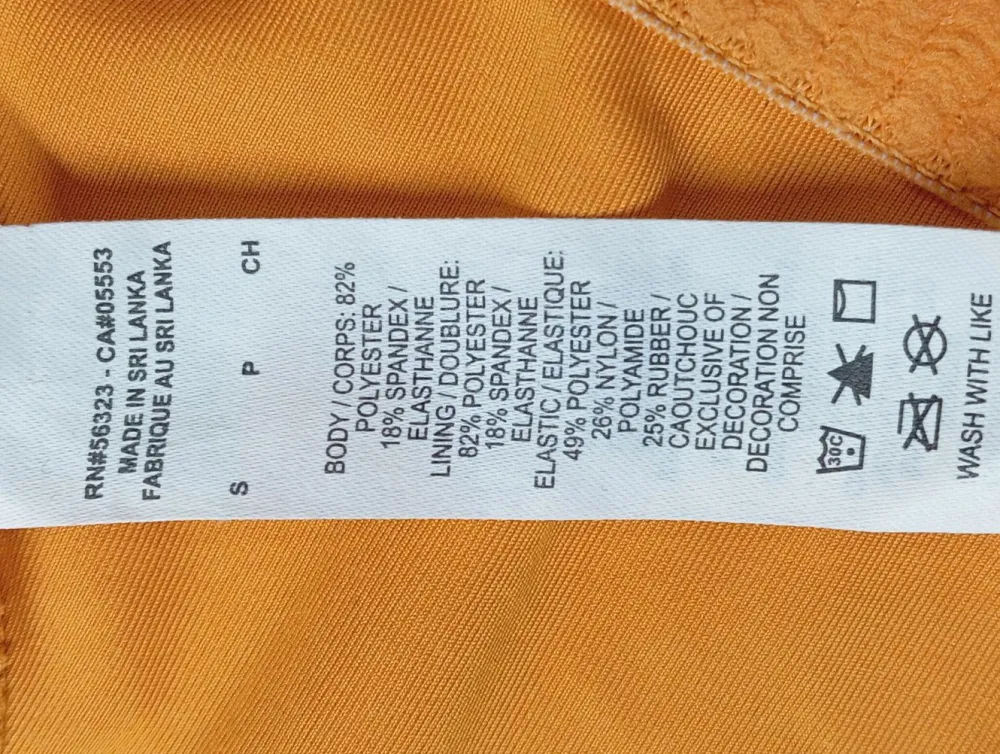 RN#56323 - CA#05553
MADE IN SRI LANKA
FABRIQUE AU SRI LANKA
S P CH
BODY / CORPS: 82%
POLYESTER
18% SPANDEX /
ELASTHANNE
LINING / DOUBLURE:
82% POLYESTER
18% SPANDEX /
ELASTHANNE
ELASTIC / ELASTIQUE:
49% POLYESTER
26% NYLON /
POLYAMIDE
25% RUBBER /
CAOUTCHOUC
EXCLUSIVE OF
DECORATION /
DECORATION NON
COMPRISE
30C
WASH WITH LIKE